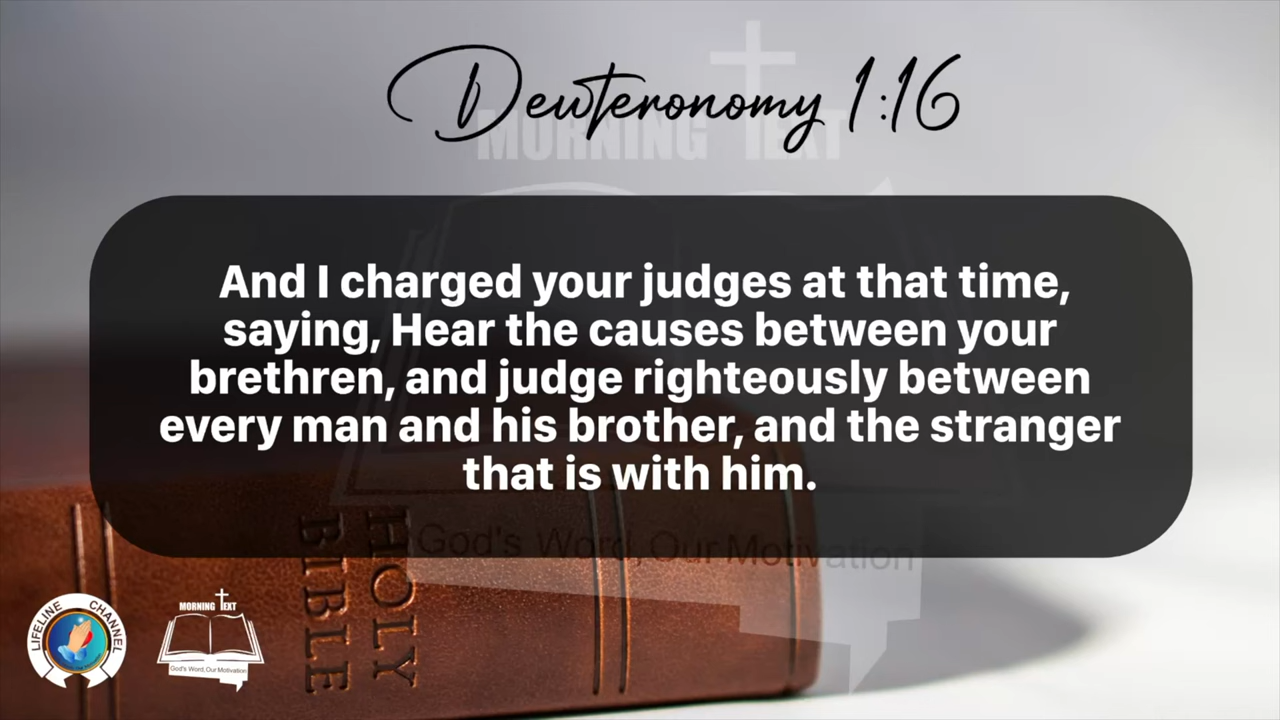 Deuteronomy 1:16
MORNING TEXT
And I charged your judges at that time,
saying, Hear the causes between your
brethren, and judge righteously between
every man and his brother, and the stranger
that is with him.
God's Word, Our Motivation
HOLY
BIBLE
LIFELINE CHANNEL
MORNING TEXT
God's Word, Our Motivation